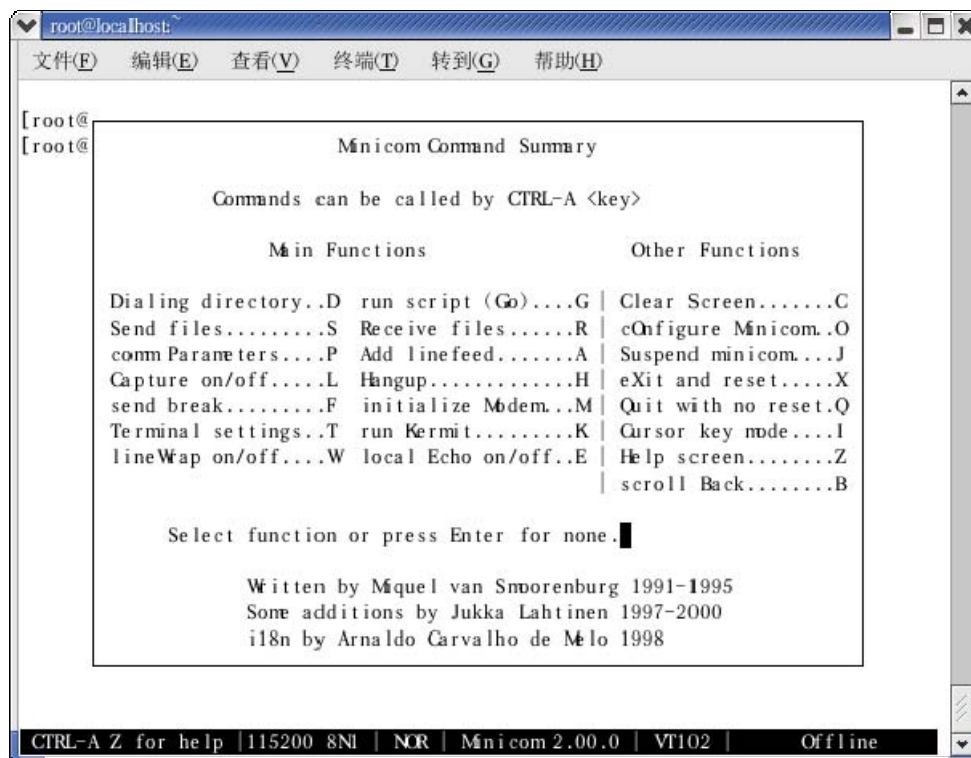 root@localhost:~
文件(F) 编辑(E) 查看(V) 终端(T) 转到(G) 帮助(H)
[root@
[root@
Minicom Command Summary
Commands can be called by CTRL-A <key>
Main Functions Other Functions
Dialing directory..D run script (Go)....G | Clear Screen.......C
Send files.........S Receive files......R | cOnfigure Minicom..O
comm Parameters....P Add linefeed.......A | Suspend minicom....J
Capture on/off.....L Hangup.............H | eXit and reset.....X
send break.........F initialize Modem...M | Quit with no reset.Q
Terminal settings..T run Kermit.........K | Cursor key mode....I
lineWrap on/off....W local Echo on/off..E | Help screen........Z
| scroll Back........B
Select function or press Enter for none.
Written by Miquel van Smoorenburg 1991-1995
Some additions by Jukka Lahtinen 1997-2000
i18n by Arnaldo Carvalho de Melo 1998
CTRL-A Z for help |115200 8N1 | NOR | Minicom 2.00.0 | VT102 | Offline